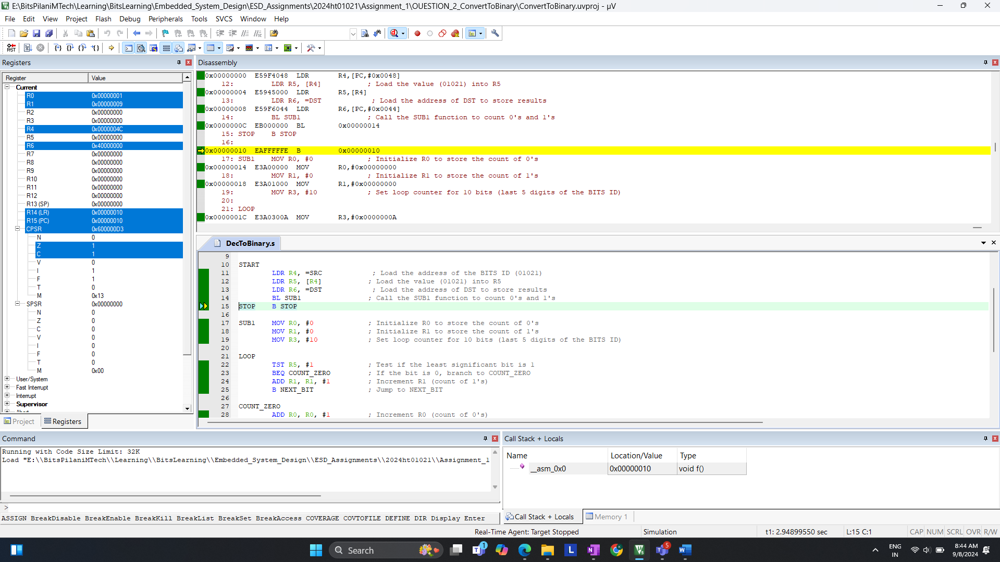 E:\BitsPilaniMTech\Learning\BitsLearning\Embedded_System_Design\ESD_Assignments\2024ht01021\Assignment_1\OUESTION_2_ConvertToBinary\ConvertToBinary.uvproj - µV
File Edit View Project Flash Debug Peripherals Tools SVCS Window Help
RST
Registers
Register Value
Current
R0 0x00000001
R1 0x00000009
R2 0x00000000
R3 0x00000000
R4 0x0000004C
R5 0x00000000
R6 0x40000000
R7 0x00000000
R8 0x00000000
R9 0x00000000
R10 0x00000000
R11 0x00000000
R12 0x00000000
R13 (SP) 0x00000000
R14 (LR) 0x00000010
R15 (PC) 0x00000010
CPSR 0x600000D3
N 0
Z 1
C 1
V 0
I 1
F 1
T 0
M 0x13
SPSR 0x00000000
N 0
Z 0
C 0
V 0
I 0
F 0
T 0
M 0x00
User/System
Fast Interrupt
Interrupt
Supervisor
Project Registers
Disassembly
0x00000000 E59F4048 LDR R4,[PC,#0x0048]
12: LDR R5, [R4] ; Load the value (01021) into R5
0x00000004 E5945000 LDR R5,[R4]
13: LDR R6, =DST ; Load the address of DST to store results
0x00000008 E59F6044 LDR R6,[PC,#0x0044]
14: BL SUB1 ; Call the SUB1 function to count 0's and 1's
0x0000000C EB000000 BL 0x00000014
15: STOP B STOP
16:
0x00000010 EAFFFFFE B 0x00000010
17: SUB1 MOV R0, #0 ; Initialize R0 to store the count of 0's
0x00000014 E3A00000 MOV R0,#0x00000000
18: MOV R1, #0 ; Initialize R1 to store the count of 1's
0x00000018 E3A01000 MOV R1,#0x00000000
19: MOV R3, #10 ; Set loop counter for 10 bits (last 5 digits of the BITS ID)
20:
21: LOOP
0x0000001C E3A0300A MOV R3,#0x0000000A
DecToBinary.s
9
10 START
11 LDR R4, =SRC ; Load the address of the BITS ID (01021)
12 LDR R5, [R4] ; Load the value (01021) into R5
13 LDR R6, =DST ; Load the address of DST to store results
14 BL SUB1 ; Call the SUB1 function to count 0's and 1's
15 STOP B STOP
16
17 SUB1 MOV R0, #0 ; Initialize R0 to store the count of 0's
18 MOV R1, #0 ; Initialize R1 to store the count of 1's
19 MOV R3, #10 ; Set loop counter for 10 bits (last 5 digits of the BITS ID)
20
21 LOOP
22 TST R5, #1 ; Test if the least significant bit is 1
23 BEQ COUNT_ZERO ; If the bit is 0, branch to COUNT_ZERO
24 ADD R1, R1, #1 ; Increment R1 (count of 1's)
25 B NEXT_BIT ; Jump to NEXT_BIT
26
27 COUNT_ZERO
28 ADD R0, R0, #1 ; Increment R0 (count of 0's)
Command
Running with Code Size Limit: 32K
Load "E:\\BitsPilaniMTech\\Learning\\BitsLearning\\Embedded_System_Design\\ESD_Assignments\\2024ht01021\\Assignment_1
>
ASSIGN BreakDisable BreakEnable BreakKill BreakList BreakSet BreakAccess COVERAGE COVTOFILE DEFINE DIR Display Enter
Call Stack + Locals
Name Location/Value Type
__asm_0x0 0x00000010 void f()
Call Stack + Locals Memory 1
Real-Time Agent: Target Stopped Simulation t1: 2.94899550 sec L:15 C:1 CAP NUM SCRL OVR R/W
Search
1
L
5
ENG
IN
8:44 AM
9/8/2024